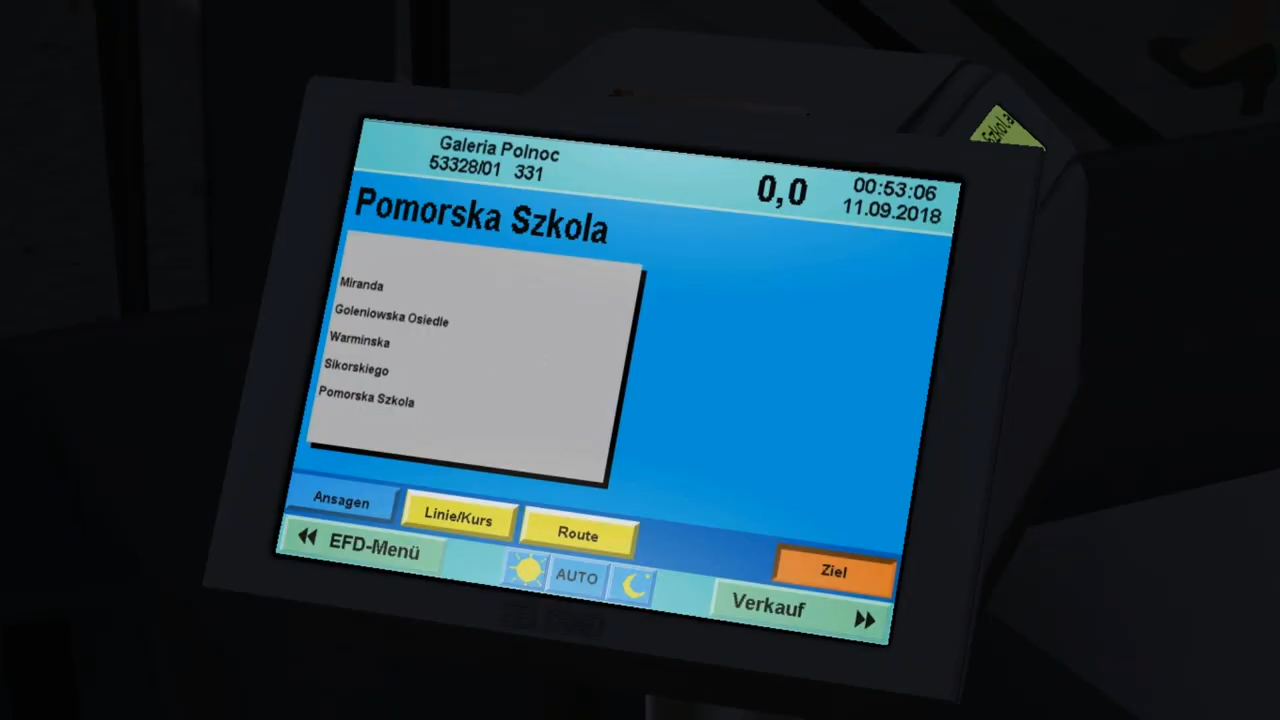 Galeria Polnoc
53328/01 331
0,0
00:53:06
11.09.2018
Szkola
Pomorska Szkola
Miranda
Goleniowska Osiedle
Warminska
Sikorskiego
Pomorska Szkola
Ansagen
Linie/Kurs
Route
Ziel
EFD-Menü
AUTO
Verkauf